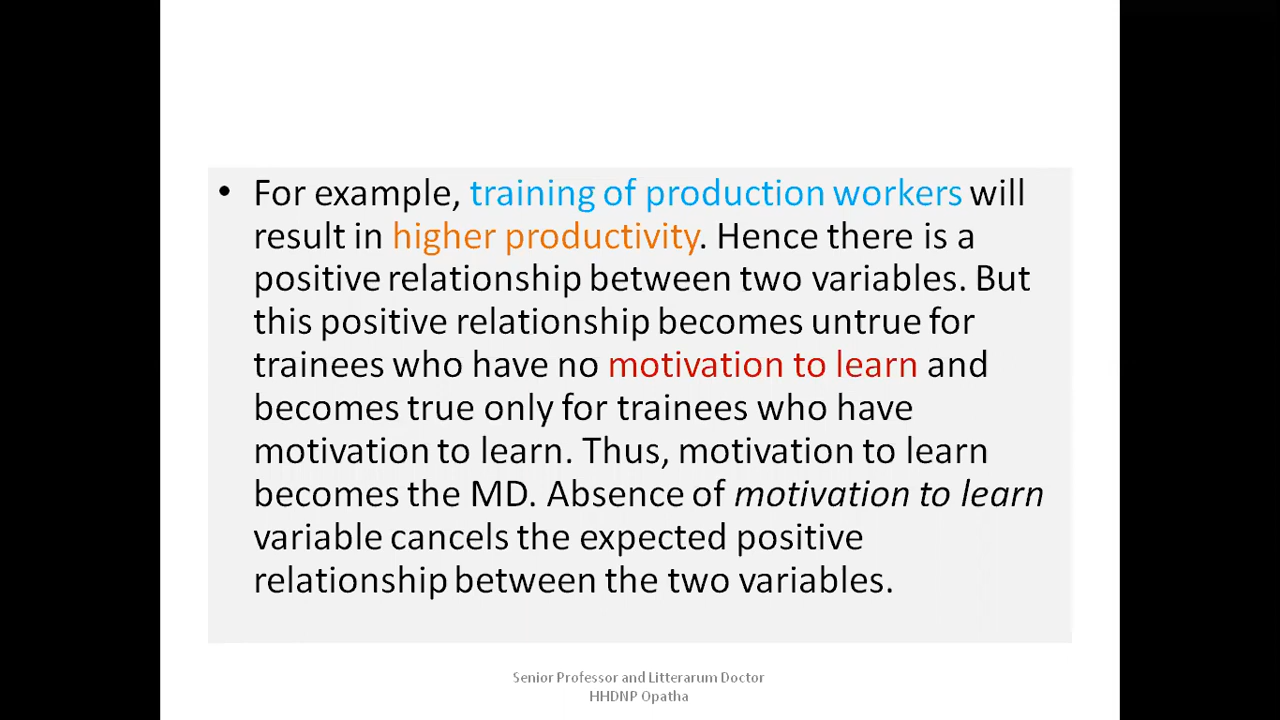 • For example, training of production workers will
result in higher productivity. Hence there is a
positive relationship between two variables. But
this positive relationship becomes untrue for
trainees who have no motivation to learn and
becomes true only for trainees who have
motivation to learn. Thus, motivation to learn
becomes the MD. Absence of motivation to learn
variable cancels the expected positive
relationship between the two variables.
Senior Professor and Litterarum Doctor
HHDNP Opatha